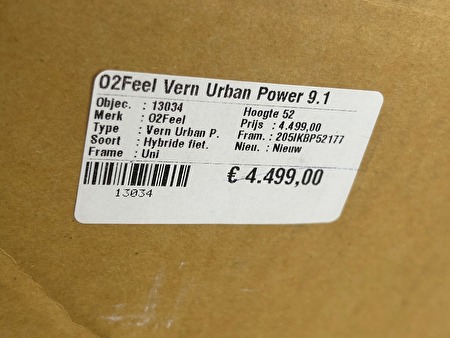 O2Feel Vern Urban Power 9.1
Objec. : 13034 Hoogte 52
Merk : O2Feel Prijs : 4.499,00
Type : Vern Urban P. Fram. : 205IKBP52177
Soort : Hybride fiet. Nieu. : Nieuw
Frame : Uni
€ 4.499,00
13034